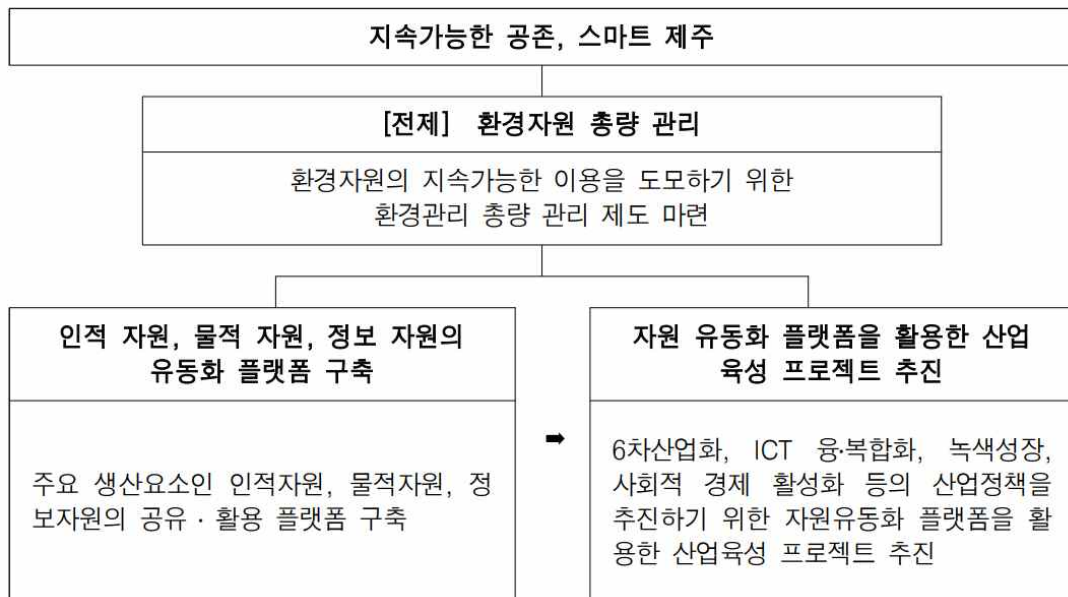 지속가능한 공존, 스마트 제주
[전제] 환경자원 총량 관리
환경자원의 지속가능한 이용을 도모하기 위한
환경관리 총량 관리 제도 마련
인적 자원, 물적 자원, 정보 자원의
유동화 플랫폼 구축
주요 생산요소인 인적자원, 물적자원, 정
보자원의 공유 · 활용 플랫폼 구축
➡
자원 유동화 플랫폼을 활용한 산업
육성 프로젝트 추진
6차산업화, ICT 융·복합화, 녹색성장,
사회적 경제 활성화 등의 산업정책을
추진하기 위한 자원유동화 플랫폼을 활
용한 산업육성 프로젝트 추진